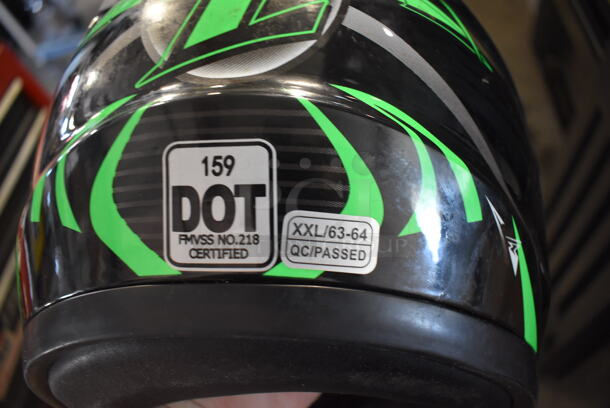 159
DOT
FMVSS NO.218
CERTIFIED
XXL/63-64
QC/PASSED